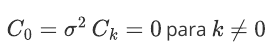 C₀ = σ² Cₖ = 0 para k ≠ 0